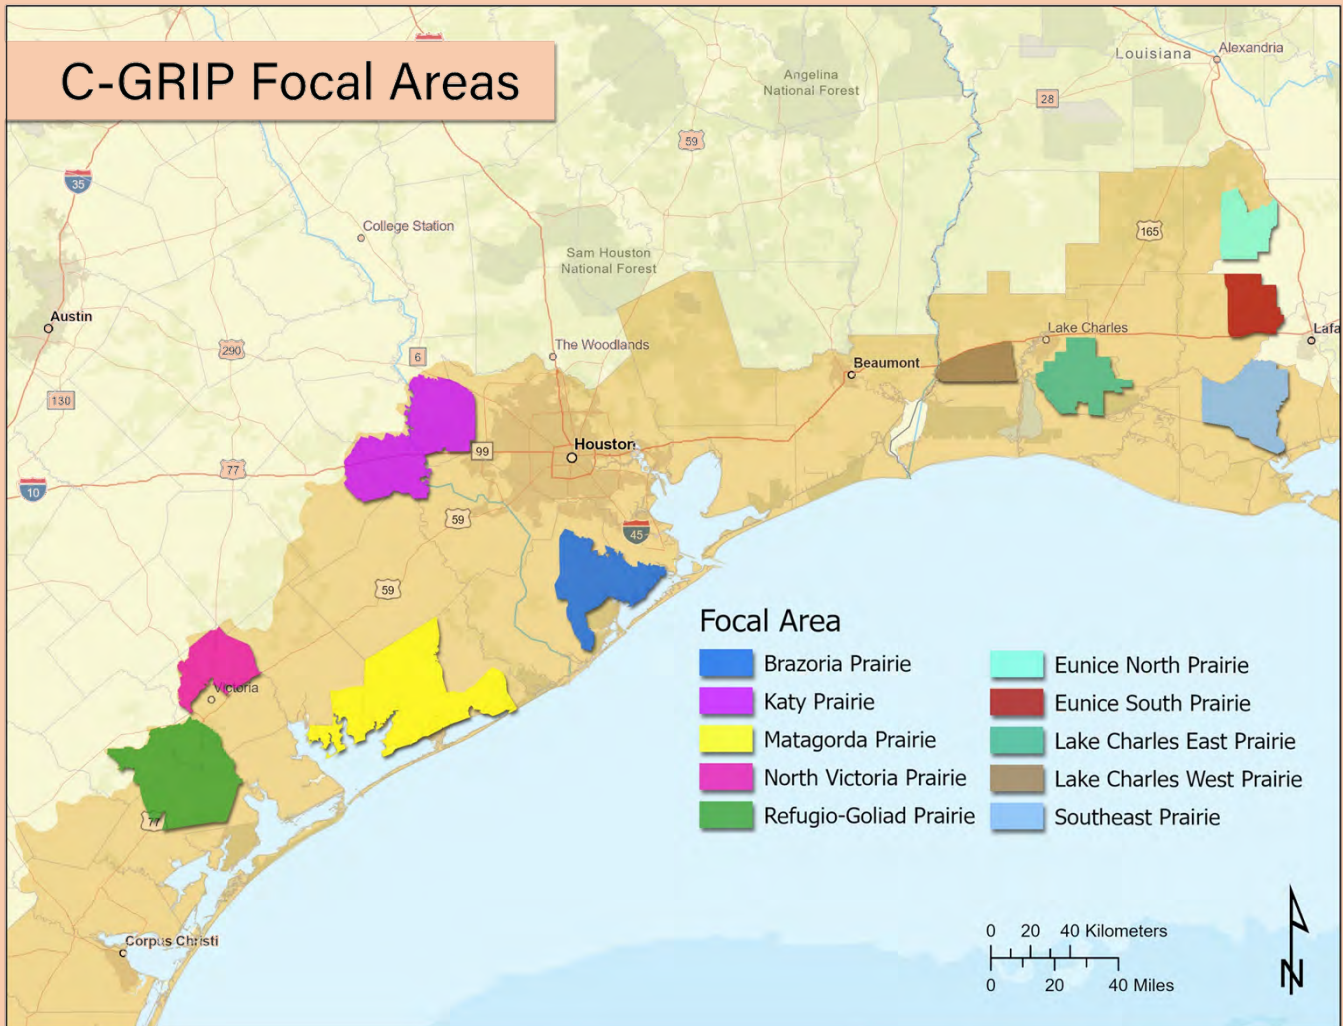 C-GRIP Focal Areas
Louisiana
Alexandria
Angelina
National Forest
28
59
35
165
College Station
Sam Houston
National Forest
Austin
Lake Charles
Lafa
The Woodlands
290
6
Beaumont
130
Houston
99
77
10
59
45
59
Victoria
77
Corpus Christi
Focal Area
Brazoria Prairie
Katy Prairie
Matagorda Prairie
North Victoria Prairie
Refugio-Goliad Prairie
Eunice North Prairie
Eunice South Prairie
Lake Charles East Prairie
Lake Charles West Prairie
Southeast Prairie
0 20 40 Kilometers
0 20 40 Miles
N